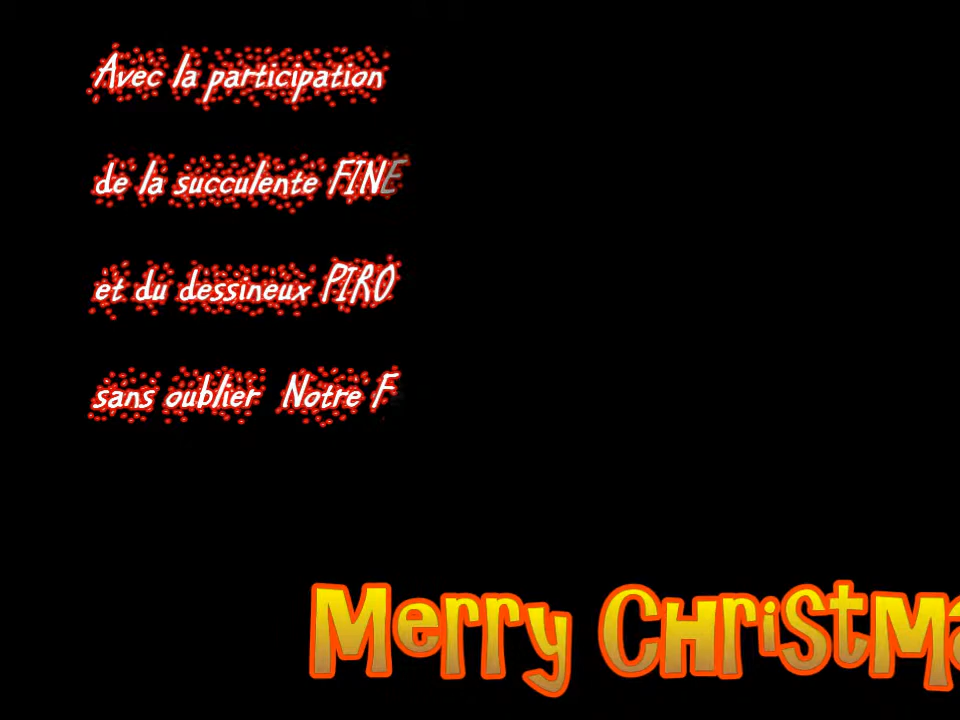 Avec la participation
de la succulente FINE
et du dessineux PIRO
sans oublier Notre F
Merry Christma